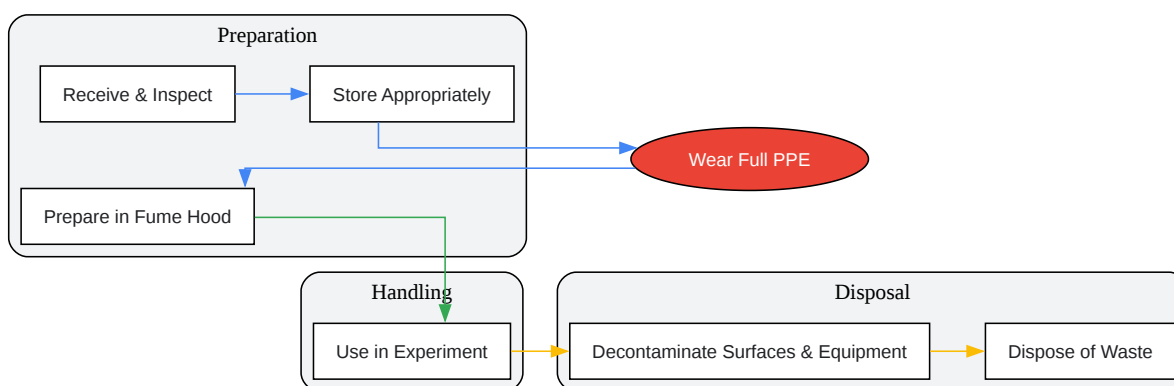 Preparation
Receive & Inspect
Store Appropriately
Wear Full PPE
Prepare in Fume Hood
Handling
Disposal
Use in Experiment
Decontaminate Surfaces & Equipment
Dispose of Waste